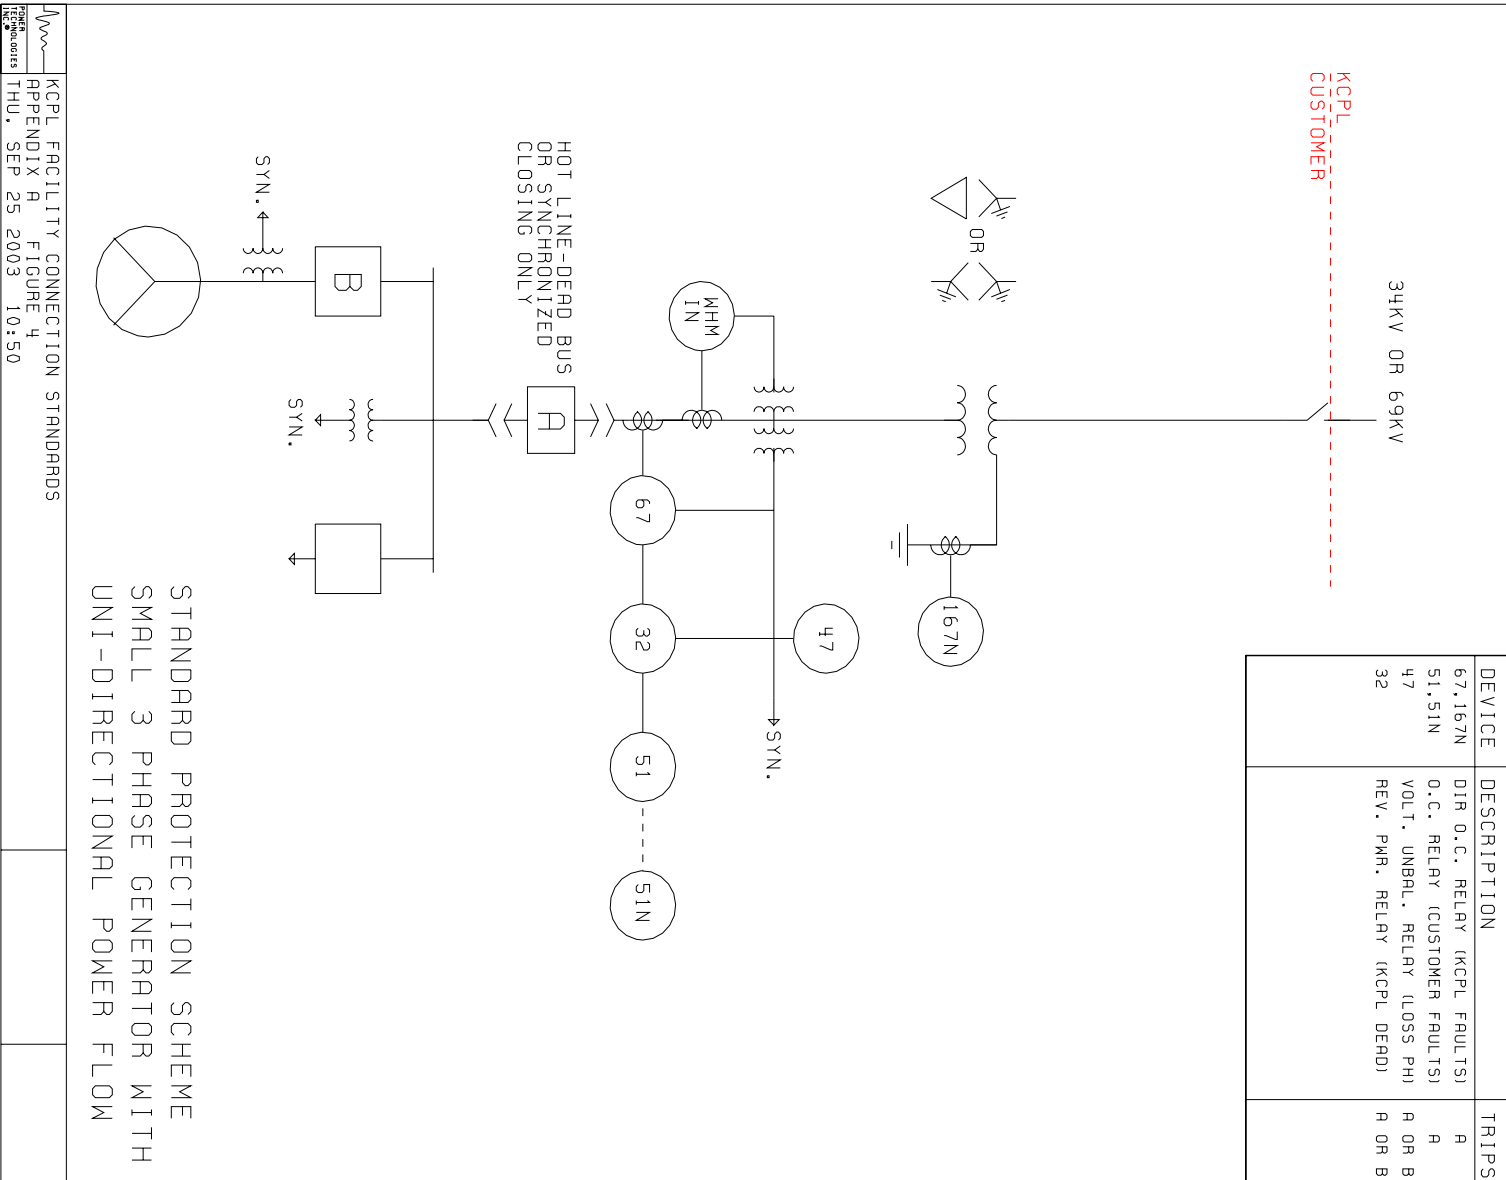 34KV OR 69KV
KCPL
CUSTOMER
DEVICE DESCRIPTION TRIPS
67,167N DIR O.C. RELAY (KCPL FAULTS) A
51,51N O.C. RELAY (CUSTOMER FAULTS) A
47 VOLT. UNBAL. RELAY (LOSS PH) A OR B
32 REV. PWR. RELAY (KCPL DEAD) A OR B
OR
167N
47
SYN.
WHM
IN
67
32
51
51N
HOT LINE-DEAD BUS
OR SYNCHRONIZED
CLOSING ONLY
A
B
SYN.
SYN.
STANDARD PROTECTION SCHEME
SMALL 3 PHASE GENERATOR WITH
UNI-DIRECTIONAL POWER FLOW
POWER
TECHNOLOGIES
INC.®
KCPL FACILITY CONNECTION STANDARDS
APPENDIX A FIGURE 4
THU, SEP 25 2003 10:50